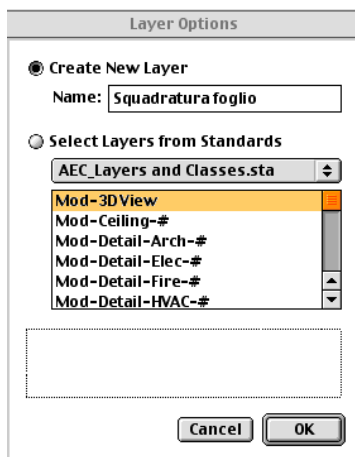 Layer Options
Create New Layer
Name: Squadratura foglio
Select Layers from Standards
AEC_Layers and Classes.sta
Mod-3DView
Mod-Ceiling-#
Mod-Detail-Arch-#
Mod-Detail-Elec-#
Mod-Detail-Fire-#
Mod-Detail-HVAC-#
Cancel OK